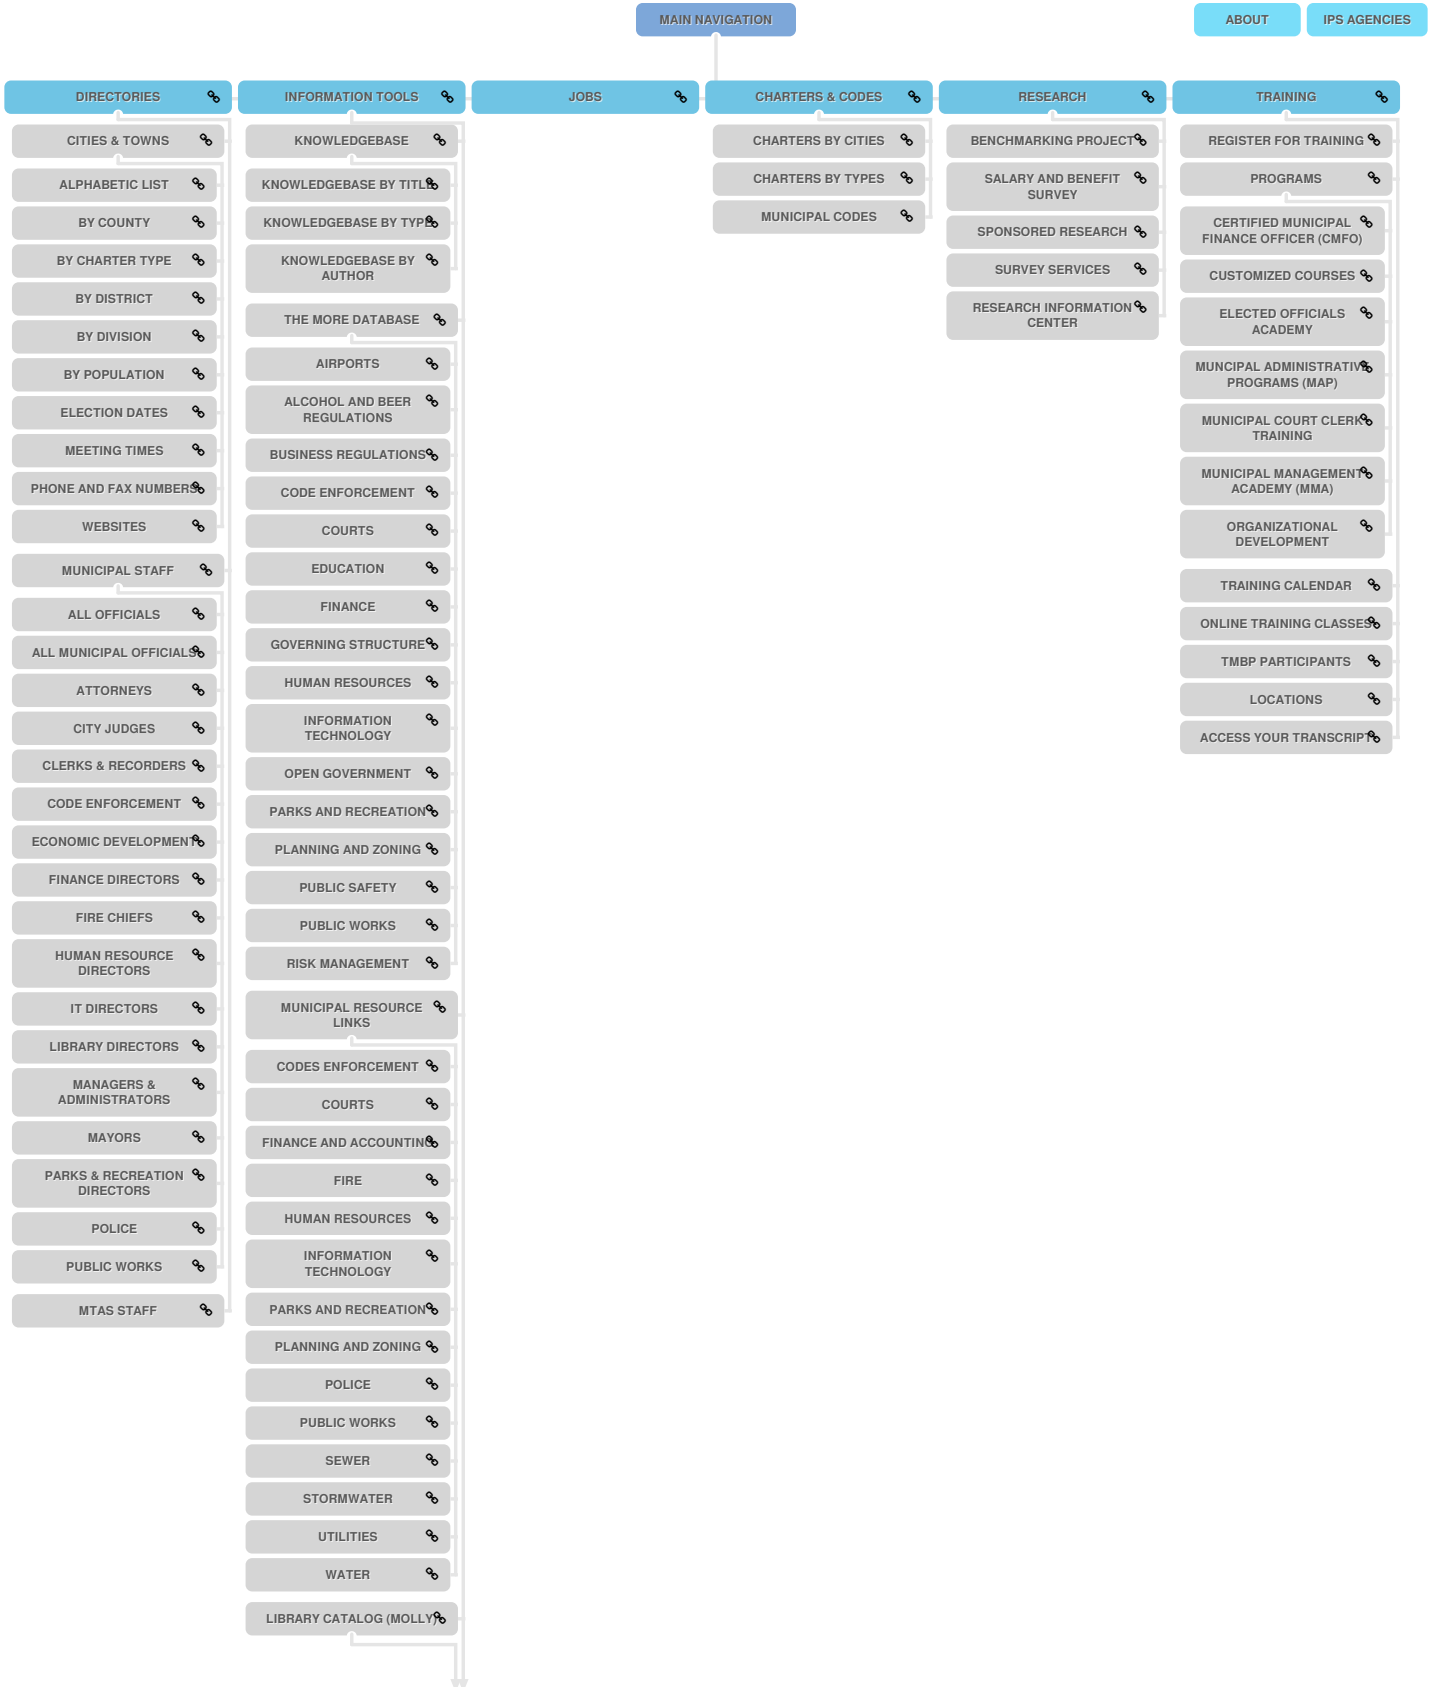 MAIN NAVIGATION
ABOUT
IPS AGENCIES
DIRECTORIES
CITIES & TOWNS
ALPHABETIC LIST
BY COUNTY
BY CHARTER TYPE
BY DISTRICT
BY DIVISION
BY POPULATION
ELECTION DATES
MEETING TIMES
PHONE AND FAX NUMBERS
WEBSITES
MUNICIPAL STAFF
ALL OFFICIALS
ALL MUNICIPAL OFFICIALS
ATTORNEYS
CITY JUDGES
CLERKS & RECORDERS
CODE ENFORCEMENT
ECONOMIC DEVELOPMENT
FINANCE DIRECTORS
FIRE CHIEFS
HUMAN RESOURCE
DIRECTORS
IT DIRECTORS
LIBRARY DIRECTORS
MANAGERS &
ADMINISTRATORS
MAYORS
PARKS & RECREATION
DIRECTORS
POLICE
PUBLIC WORKS
MTAS STAFF
INFORMATION TOOLS
KNOWLEDGEBASE
KNOWLEDGEBASE BY TITLE
KNOWLEDGEBASE BY TYPE
KNOWLEDGEBASE BY
AUTHOR
THE MORE DATABASE
AIRPORTS
ALCOHOL AND BEER
REGULATIONS
BUSINESS REGULATIONS
CODE ENFORCEMENT
COURTS
EDUCATION
FINANCE
GOVERNING STRUCTURE
HUMAN RESOURCES
INFORMATION
TECHNOLOGY
OPEN GOVERNMENT
PARKS AND RECREATION
PLANNING AND ZONING
PUBLIC SAFETY
PUBLIC WORKS
RISK MANAGEMENT
MUNICIPAL RESOURCE
LINKS
CODES ENFORCEMENT
COURTS
FINANCE AND ACCOUNTING
FIRE
HUMAN RESOURCES
INFORMATION
TECHNOLOGY
PARKS AND RECREATION
PLANNING AND ZONING
POLICE
PUBLIC WORKS
SEWER
STORMWATER
UTILITIES
WATER
LIBRARY CATALOG (MOLLY)
JOBS
CHARTERS & CODES
CHARTERS BY CITIES
CHARTERS BY TYPES
MUNICIPAL CODES
RESEARCH
BENCHMARKING PROJECT
SALARY AND BENEFIT
SURVEY
SPONSORED RESEARCH
SURVEY SERVICES
RESEARCH INFORMATION
CENTER
TRAINING
REGISTER FOR TRAINING
PROGRAMS
CERTIFIED MUNICIPAL
FINANCE OFFICER (CMFO)
CUSTOMIZED COURSES
ELECTED OFFICIALS
ACADEMY
MUNCIPAL ADMINISTRATIVE
PROGRAMS (MAP)
MUNICIPAL COURT CLERK
TRAINING
MUNICIPAL MANAGEMENT
ACADEMY (MMA)
ORGANIZATIONAL
DEVELOPMENT
TRAINING CALENDAR
ONLINE TRAINING CLASSES
TMBP PARTICIPANTS
LOCATIONS
ACCESS YOUR TRANSCRIPT